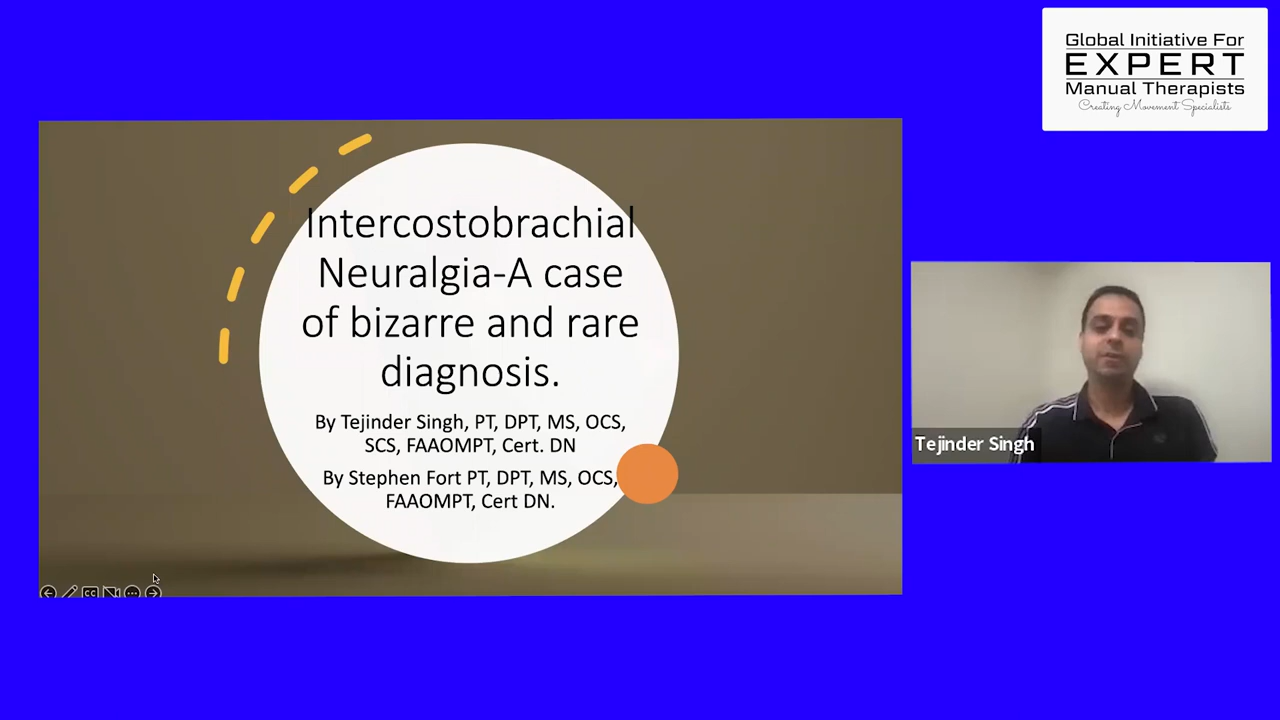 Global Initiative For
EXPERT
Manual Therapists
Creating Movement Specialists
Intercostobrachial
Neuralgia-A case
of bizarre and rare
diagnosis.
By Tejinder Singh, PT, DPT, MS, OCS,
SCS, FAAOMPT, Cert. DN
By Stephen Fort PT, DPT, MS, OCS,
FAAOMPT, Cert DN.
Tejinder Singh
CC